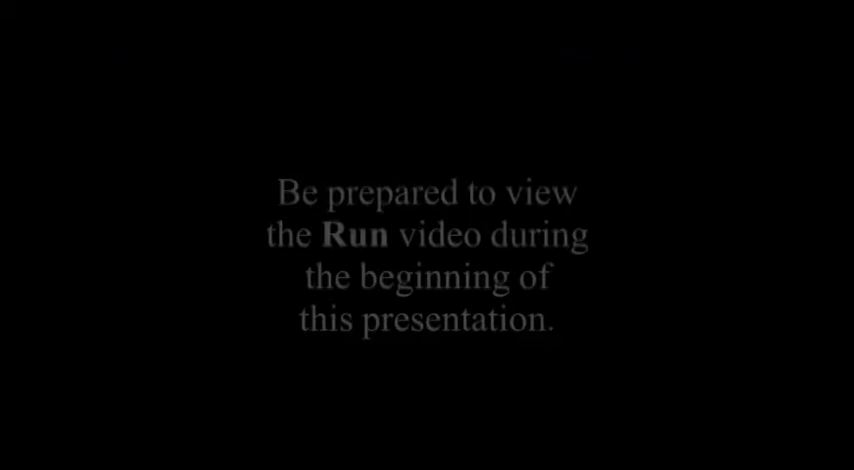 Be prepared to view
the Run video during
the beginning of
this presentation.